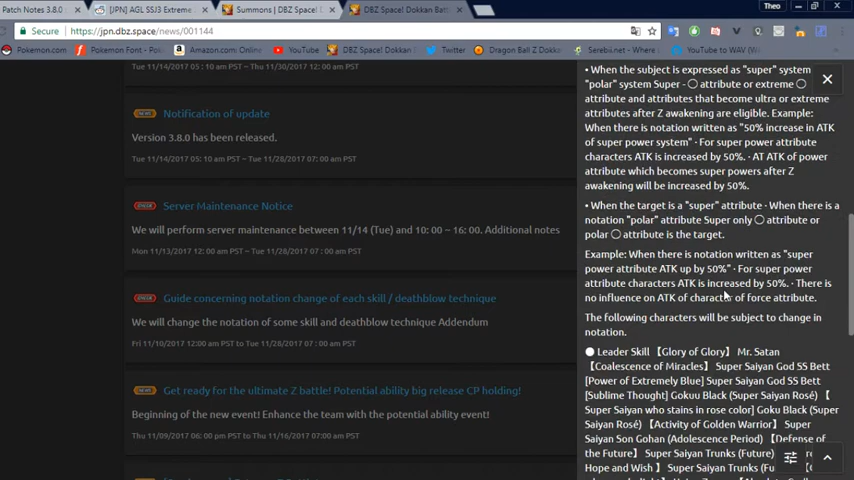 Patch Notes 3.8.0
[JPN] AGL SSJ3 Extreme
Summons | DBZ Space! D
DBZ Space! Dokkan Batt
Theo
Secure https://jpn.dbz.space/news/001144
Pokemon.com Pokemon Font - Fo Amazon.com: Online YouTube DBZ Space! Dokkan B Twitter Dragon Ball Z Dokkan Serebii.net - Where YouTube to WAV (W
Tue 11/14/2017 05 : 10 am PST – Thu 11/30/2017 12 : 00 am PST
Notification of update
Version 3.8.0 has been released.
Tue 11/14/2017 05 : 10 am PST – Tue 11/28/2017 07 : 00 am PST
Server Maintenance Notice
We will perform server maintenance between 11/14 (Tue) and 10: 00 – 16: 00. Additional notes
Mon 11/13/2017 12 : 00 am PST – Tue 11/28/2017 07 : 00 am PST
Guide concerning notation change of each skill / deathblow technique
We will change the notation of some skill and deathblow technique Addendum
Fri 11/10/2017 12 : 00 am PST to Tue 11/28/2017 07 : 00 am PST
Get ready for the ultimate Z battle! Potential ability big release CP holding!
Beginning of the new event! Enhance the team with the potential ability event!
Thu 11/09/2017 06 : 00 pm PST to Thu 11/16/2017 07:00 am PST
• When the subject is expressed as "super" system
"polar" system Super - ◯ attribute or extreme ◯
attribute and attributes that become ultra or extreme
attributes after Z awakening are eligible. Example:
When there is notation written as "50% increase in ATK
of super power system" · For super power attribute
characters ATK is increased by 50%. · AT ATK of power
attribute which becomes super powers after Z
awakening will be increased by 50%.
• When the target is a "super" attribute · When there is a
notation "polar" attribute Super only ◯ attribute or
polar ◯ attribute is the target.
Example: When there is notation written as "super
power attribute ATK up by 50%" · For super power
attribute characters ATK is increased by 50%. · There is
no influence on ATK of character of force attribute.
The following characters will be subject to change in
notation.
● Leader Skill 【Glory of Glory】 Mr. Satan
【Coalescence of Miracles】 Super Saiyan God SS Bett
[Power of Extremely Blue] Super Saiyan God SS Bett
[Sublime Thought] Gokuu Black (Super Saiyan Rosé) 【
Super Saiyan who stains in rose color] Goku Black (Super
Saiyan Rosé) 【Activity of Golden Warrior】 Super
Saiyan Son Gohan (Adolescence Period) 【Defense of
the Future】 Super Saiyan Trunks (Future)
Hope and Wish 】 Super Saiyan Trunks (Fu